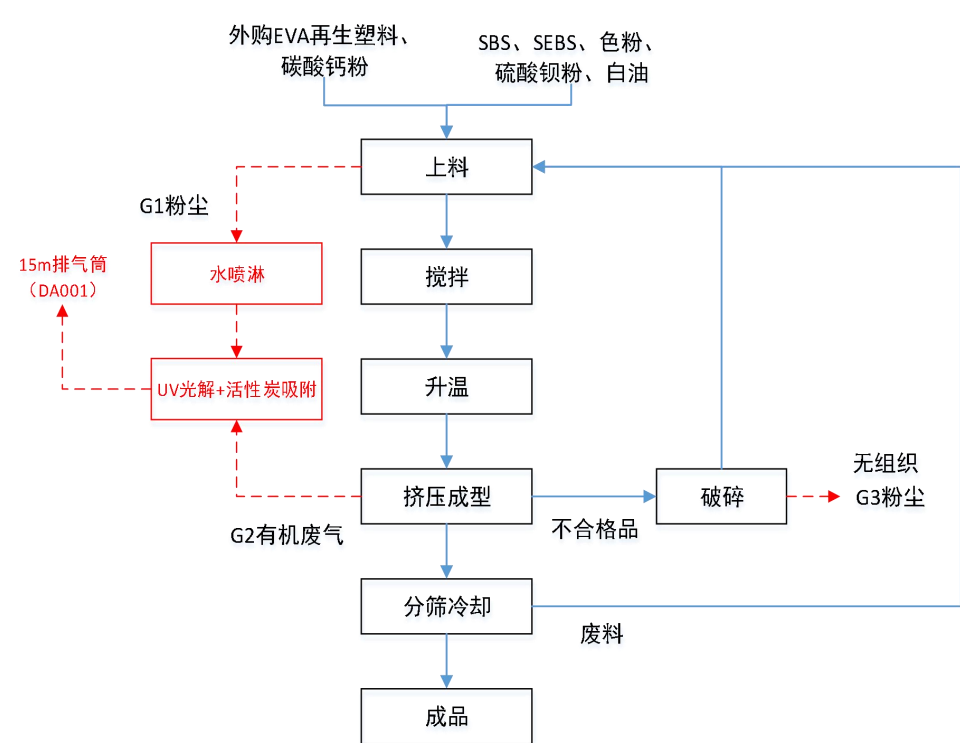 外购EVA再生塑料、
碳酸钙粉
SBS、SEBS、色粉、
硫酸钡粉、白油
上料
G1粉尘
水喷淋
搅拌
15m排气筒
（DA001）
UV光解+活性炭吸附
升温
挤压成型
破碎
无组织
G3粉尘
G2有机废气
不合格品
分筛冷却
废料
成品